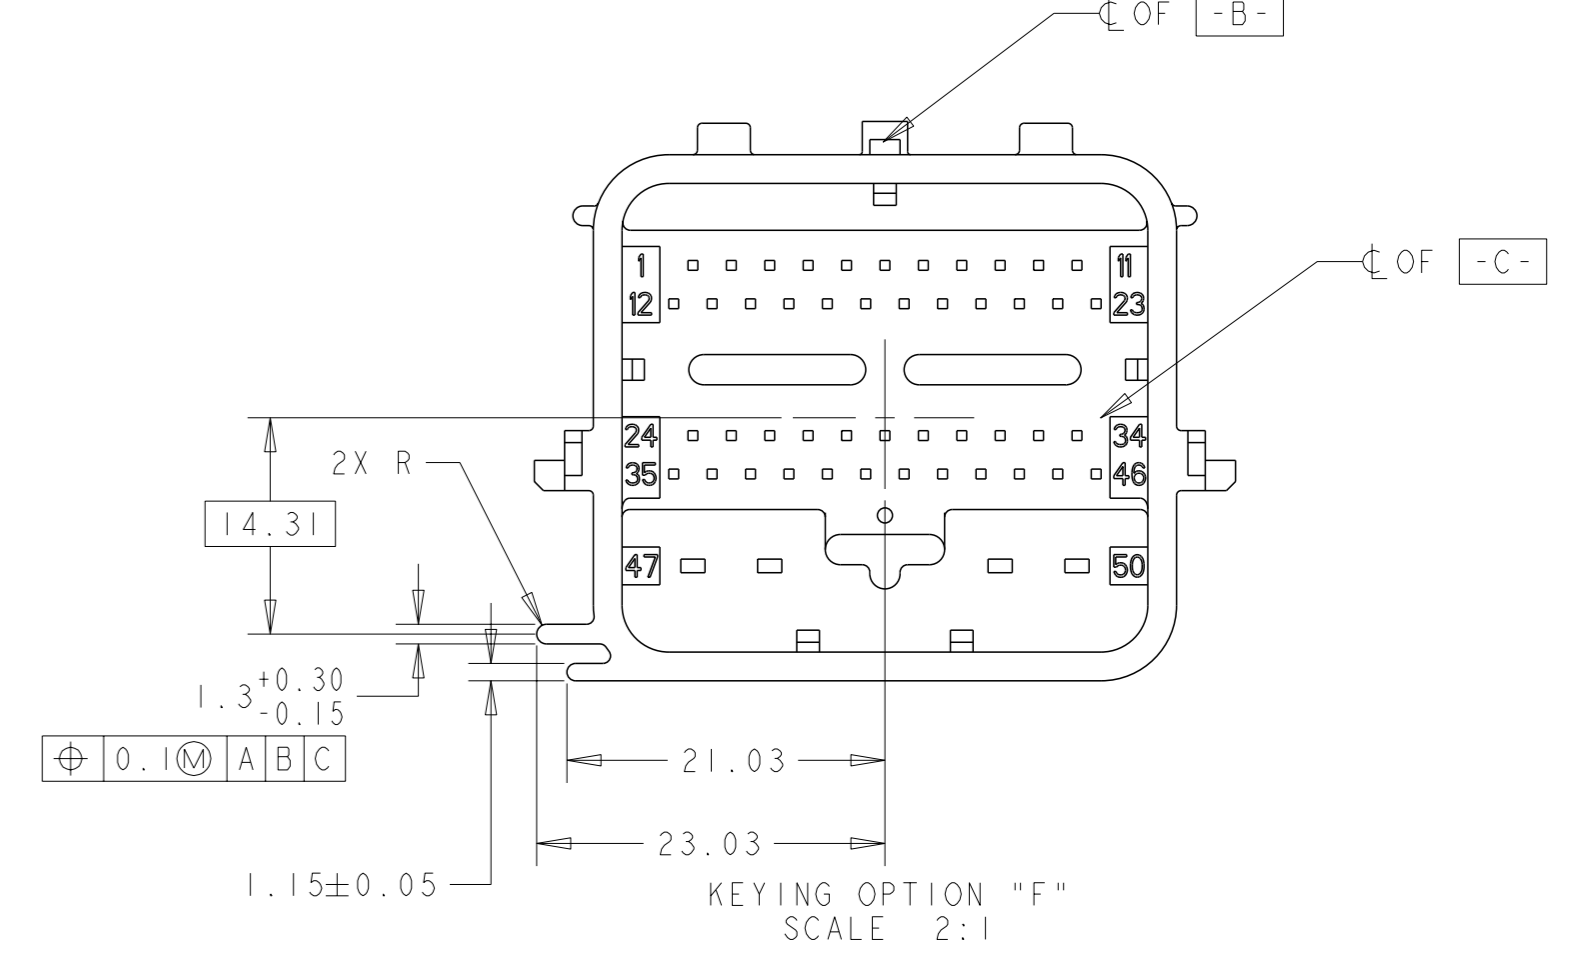 ℄ OF -B-
℄ OF -C-
1 11
12 23
24 34
35 46
47 50
2X R
14.31
1.3 +0.30 -0.15
⌖ 0.1Ⓜ A B C
21.03
23.03
1.15±0.05
KEYING OPTION "F"
SCALE 2:1